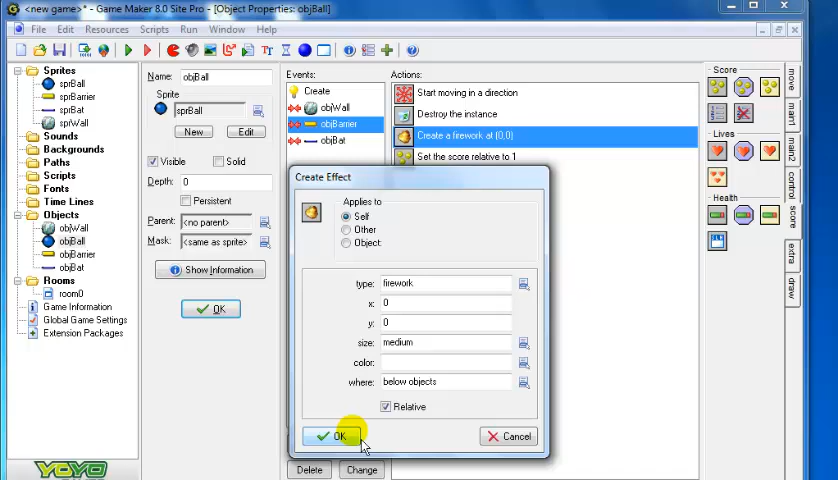 <new game>* - Game Maker 8.0 Site Pro - [Object Properties: objBall]
File Edit Resources Scripts Run Window Help
Sprites
sprBall
sprBarrier
sprBat
sprWall
Sounds
Backgrounds
Paths
Scripts
Fonts
Time Lines
Objects
objWall
objBall
objBarrier
objBat
Rooms
room0
Game Information
Global Game Settings
Extension Packages
YOYO
Name: objBall
Sprite
sprBall
New Edit
Visible Solid
Depth: 0
Persistent
Parent: <no parent>
Mask: <same as sprite>
Show Information
OK
Events:
Create
objWall
objBarrier
objBat
Delete Change
Actions:
Start moving in a direction
Destroy the instance
Create a firework at (0,0)
Set the score relative to 1
Create Effect
Applies to
Self
Other
Object
type: firework
x: 0
y: 0
size: medium
color:
where: below objects
Relative
OK Cancel
Score
Lives
Health
move
main1
main2
control
score
extra
draw